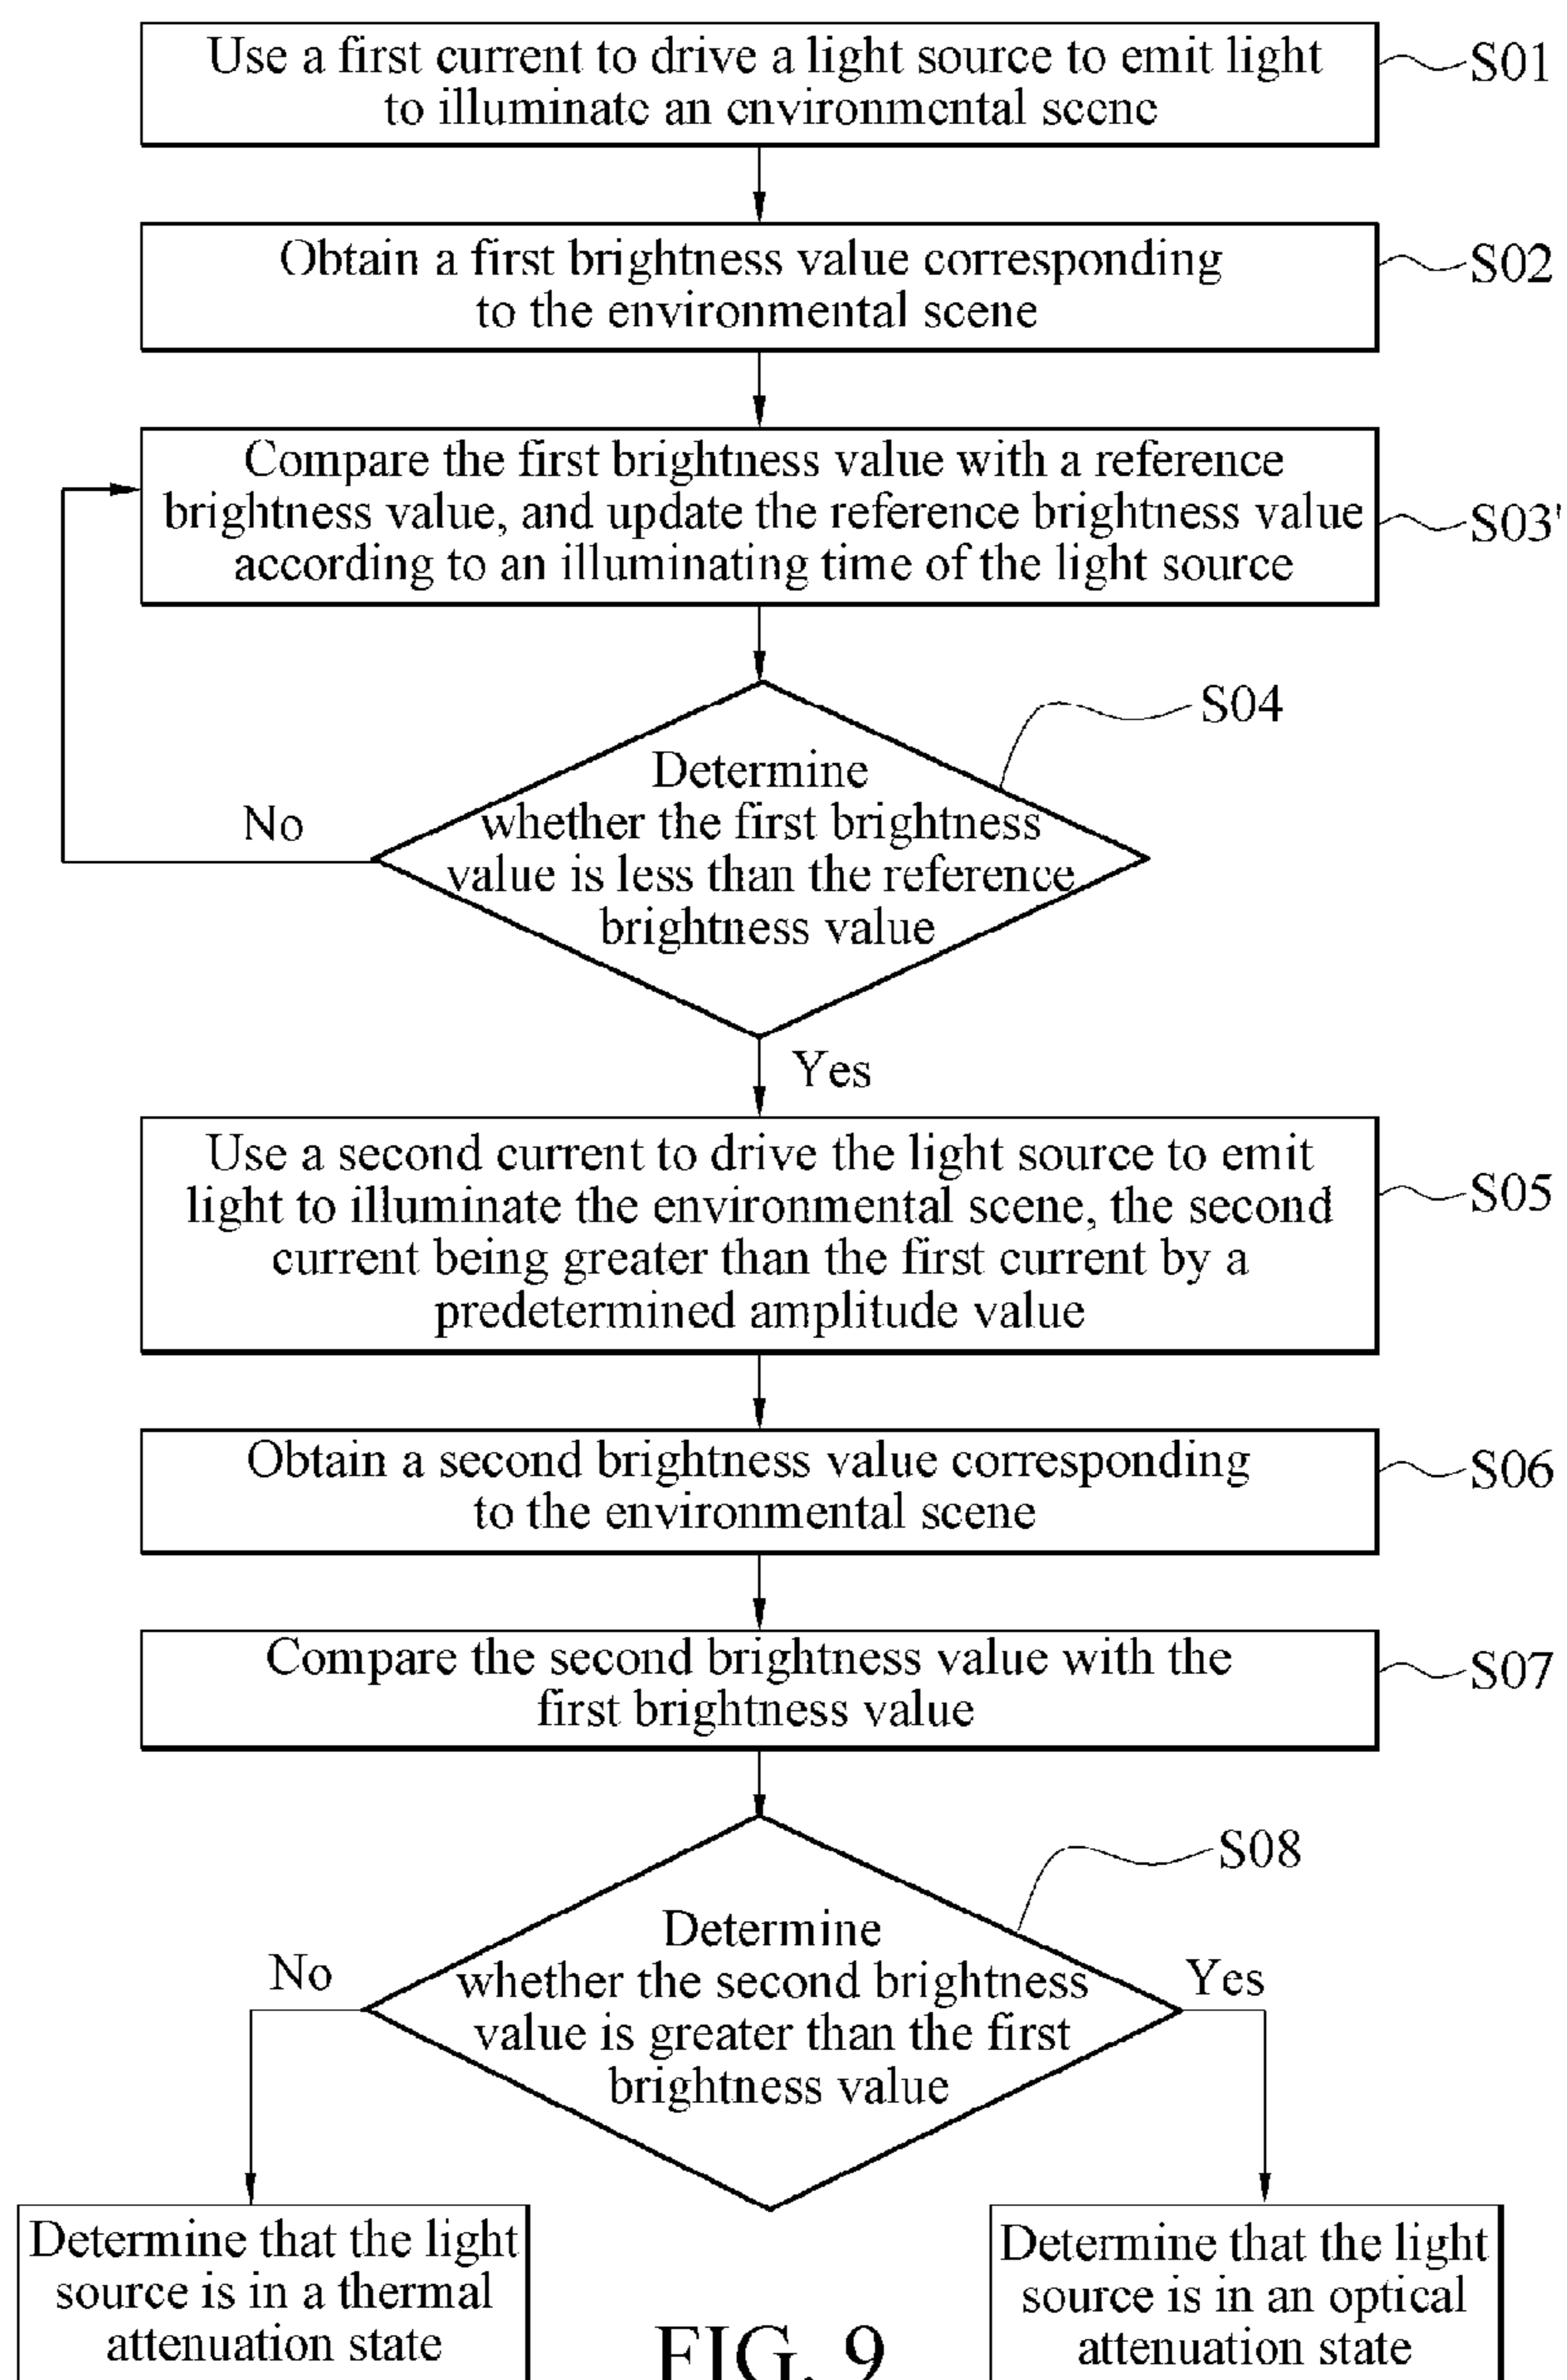 Use a first current to drive a light source to emit light
to illuminate an environmental scene
S01
Obtain a first brightness value corresponding
to the environmental scene
S02
Compare the first brightness value with a reference
brightness value, and update the reference brightness value
according to an illuminating time of the light source
S03'
S04
Determine
whether the first brightness
value is less than the reference
brightness value
No
Yes
Use a second current to drive the light source to emit
light to illuminate the environmental scene, the second
current being greater than the first current by a
predetermined amplitude value
S05
Obtain a second brightness value corresponding
to the environmental scene
S06
Compare the second brightness value with the
first brightness value
S07
S08
Determine
whether the second brightness
value is greater than the first
brightness value
No
Yes
Determine that the light
source is in a thermal
attenuation state
Determine that the light
source is in an optical
attenuation state
FIG. 9